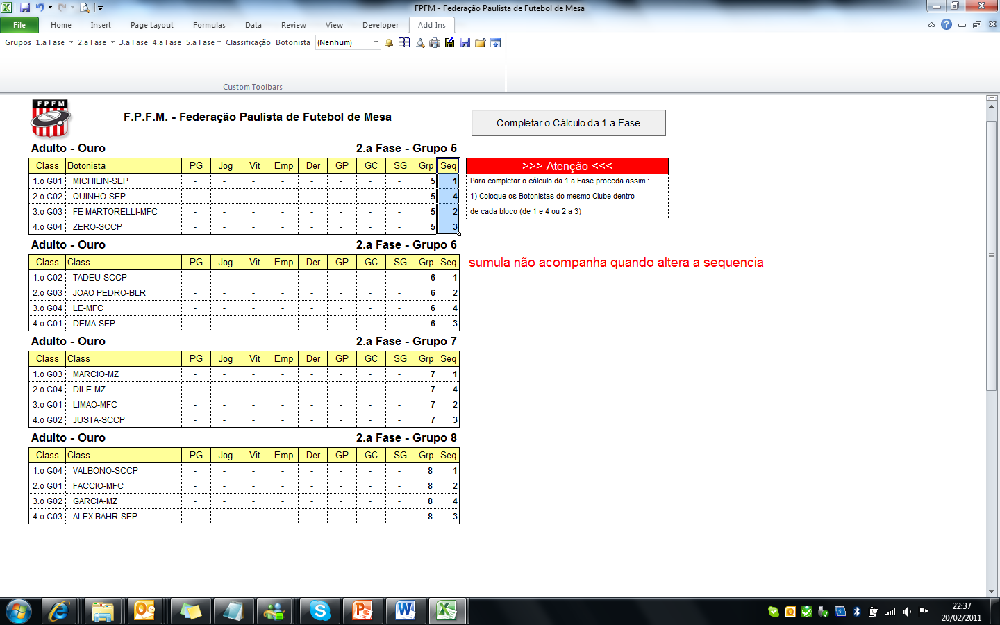 FPFM - Federação Paulista de Futebol de Mesa
File Home Insert Page Layout Formulas Data Review View Developer Add-Ins
Grupos 1.a Fase 2.a Fase 3.a Fase 4.a Fase 5.a Fase Classificação Botonista (Nenhum)
Custom Toolbars
FPFM
F.P.F.M. - Federação Paulista de Futebol de Mesa
Completar o Cálculo da 1.a Fase
Adulto - Ouro 2.a Fase - Grupo 5
Class Botonista PG Jog Vit Emp Der GP GC SG Grp Seq
1.o G01 MICHILIN-SEP - - - - - - - - 5 1
2.o G02 QUINHO-SEP - - - - - - - - 5 4
3.o G03 FE MARTORELLI-MFC - - - - - - - - 5 2
4.o G04 ZERO-SCCP - - - - - - - - 5 3
>>> Atenção <<<
Para completar o cálculo da 1.a Fase proceda assim :
1) Coloque os Botonistas do mesmo Clube dentro
de cada bloco (de 1 e 4 ou 2 a 3)
Adulto - Ouro 2.a Fase - Grupo 6
Class Class PG Jog Vit Emp Der GP GC SG Grp Seq
1.o G02 TADEU-SCCP - - - - - - - - 6 1
2.o G03 JOAO PEDRO-BLR - - - - - - - - 6 2
3.o G04 LE-MFC - - - - - - - - 6 4
4.o G01 DEMA-SEP - - - - - - - - 6 3
sumula não acompanha quando altera a sequencia
Adulto - Ouro 2.a Fase - Grupo 7
Class Class PG Jog Vit Emp Der GP GC SG Grp Seq
1.o G03 MARCIO-MZ - - - - - - - - 7 1
2.o G04 DILE-MZ - - - - - - - - 7 4
3.o G01 LIMAO-MFC - - - - - - - - 7 2
4.o G02 JUSTA-SCCP - - - - - - - - 7 3
Adulto - Ouro 2.a Fase - Grupo 8
Class Class PG Jog Vit Emp Der GP GC SG Grp Seq
1.o G04 VALBONO-SCCP - - - - - - - - 8 1
2.o G01 FACCIO-MFC - - - - - - - - 8 2
3.o G02 GARCIA-MZ - - - - - - - - 8 4
4.o G03 ALEX BAHR-SEP - - - - - - - - 8 3
22:37
20/02/2011